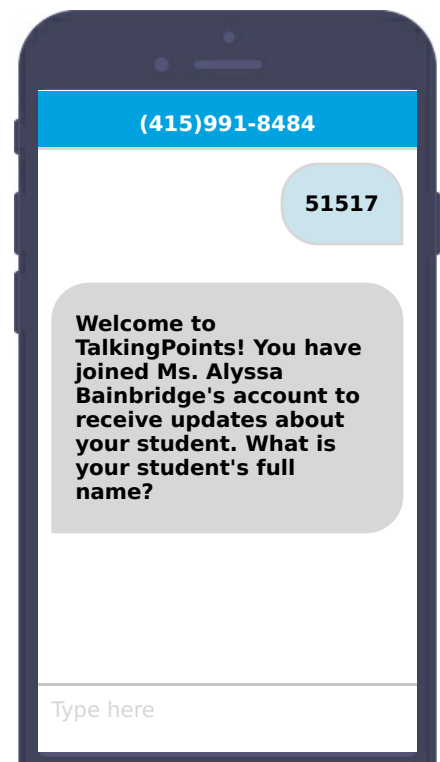 (415)991-8484
51517
Welcome to
TalkingPoints! You have
joined Ms. Alyssa
Bainbridge's account to
receive updates about
your student. What is
your student's full
name?
Type here